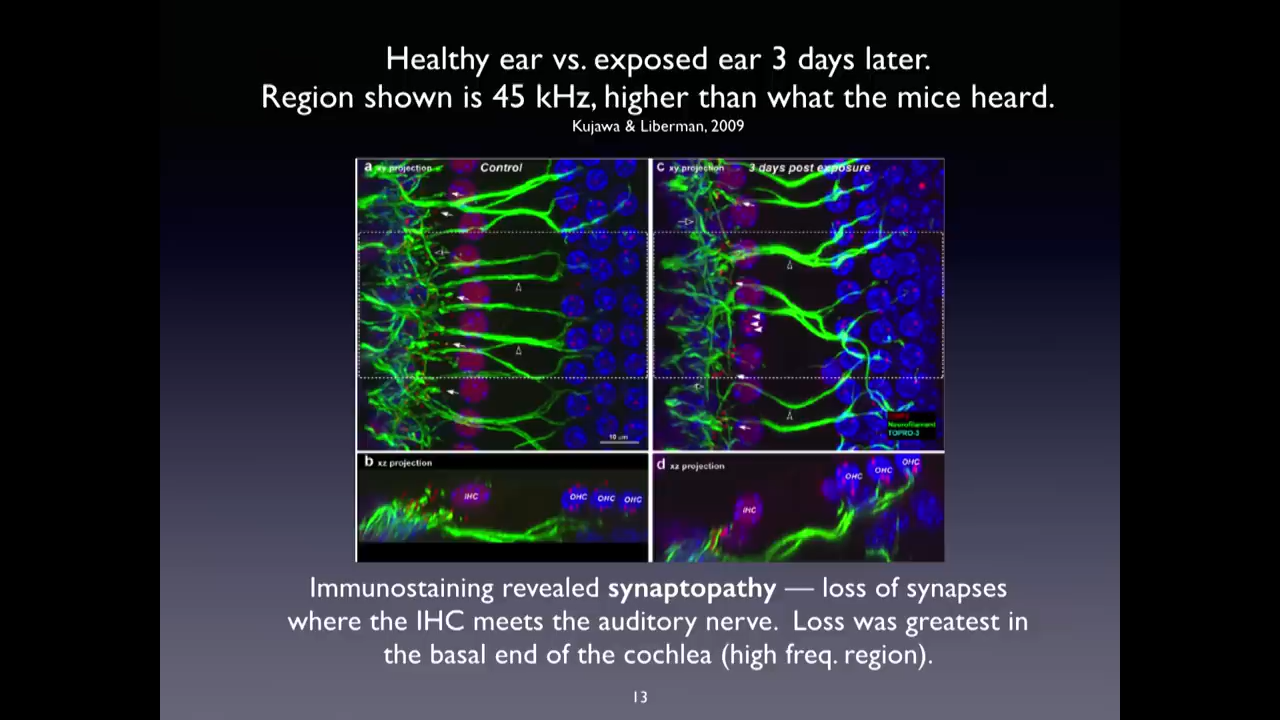 Healthy ear vs. exposed ear 3 days later.
Region shown is 45 kHz, higher than what the mice heard.
Kujawa & Liberman, 2009
a xy projection Control
c xy projection 3 days post exposure
10 µm
Neurofilament
TOPRO-3
b xz projection
IHC OHC OHC OHC
d xz projection
IHC OHC OHC OHC
Immunostaining revealed synaptopathy — loss of synapses
where the IHC meets the auditory nerve. Loss was greatest in
the basal end of the cochlea (high freq. region).
13